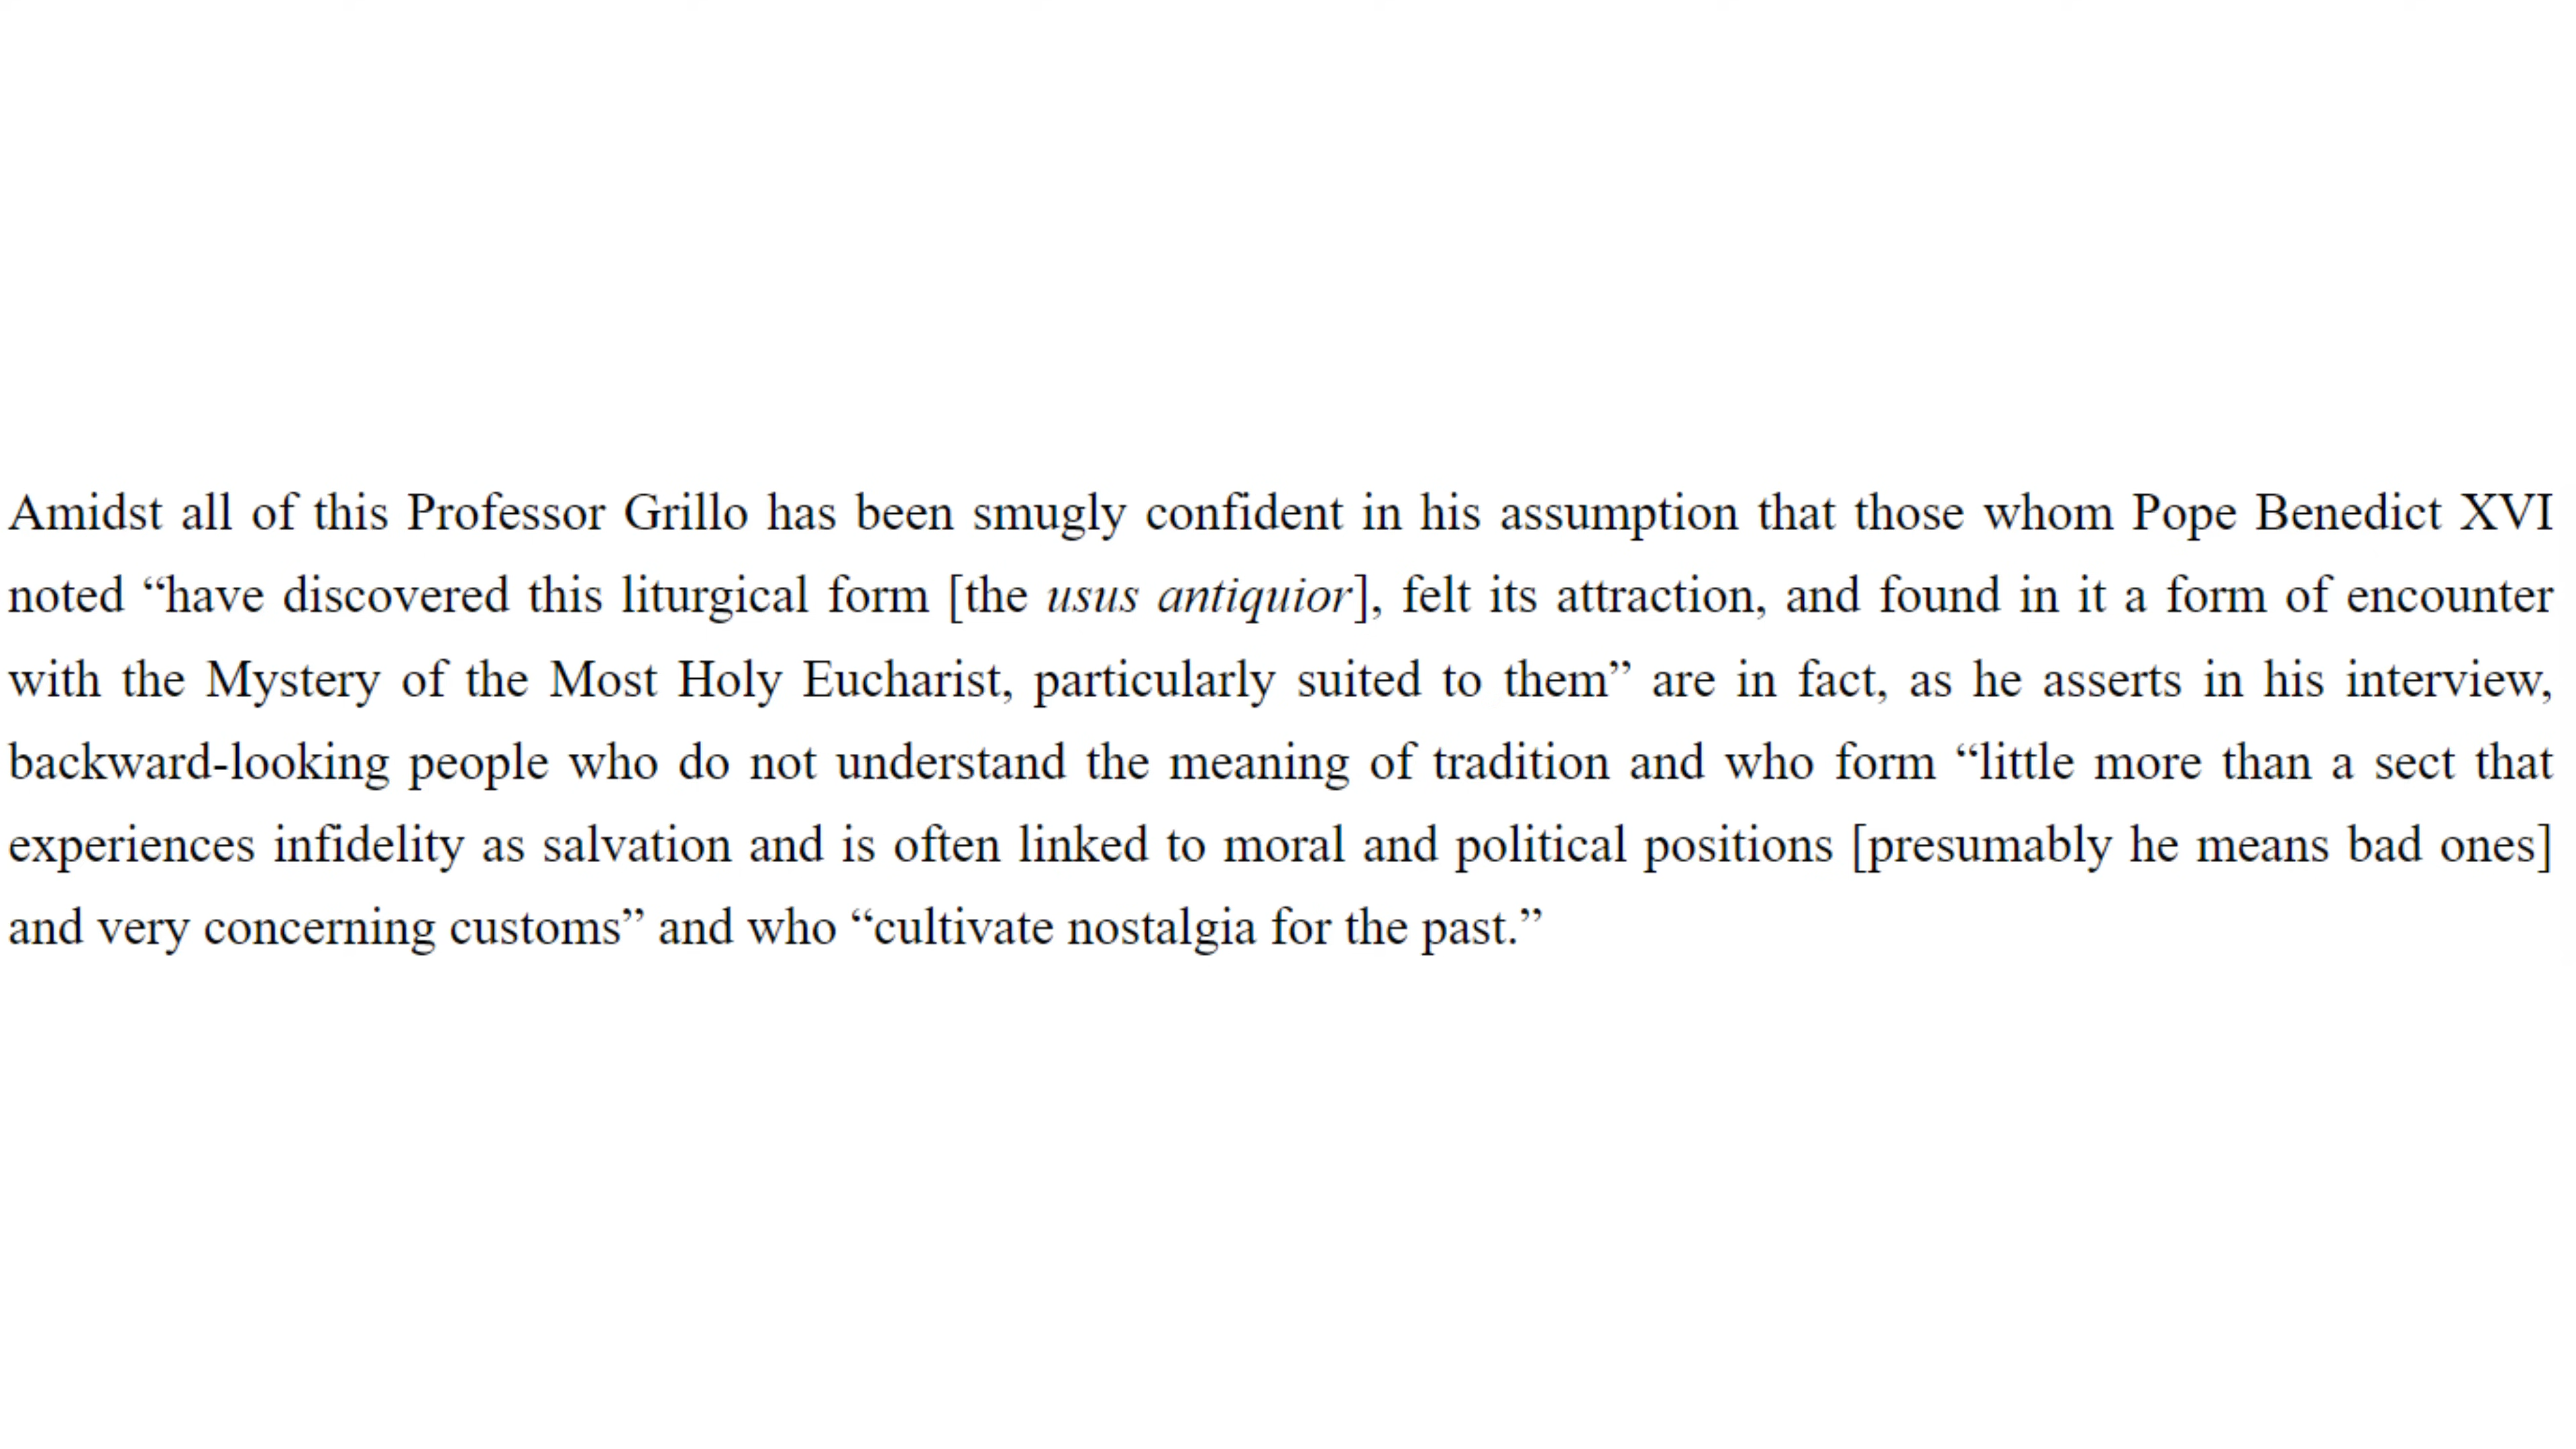 Amidst all of this Professor Grillo has been smugly confident in his assumption that those whom Pope Benedict XVI
noted “have discovered this liturgical form [the usus antiquior], felt its attraction, and found in it a form of encounter
with the Mystery of the Most Holy Eucharist, particularly suited to them” are in fact, as he asserts in his interview,
backward-looking people who do not understand the meaning of tradition and who form “little more than a sect that
experiences infidelity as salvation and is often linked to moral and political positions [presumably he means bad ones]
and very concerning customs” and who “cultivate nostalgia for the past.”